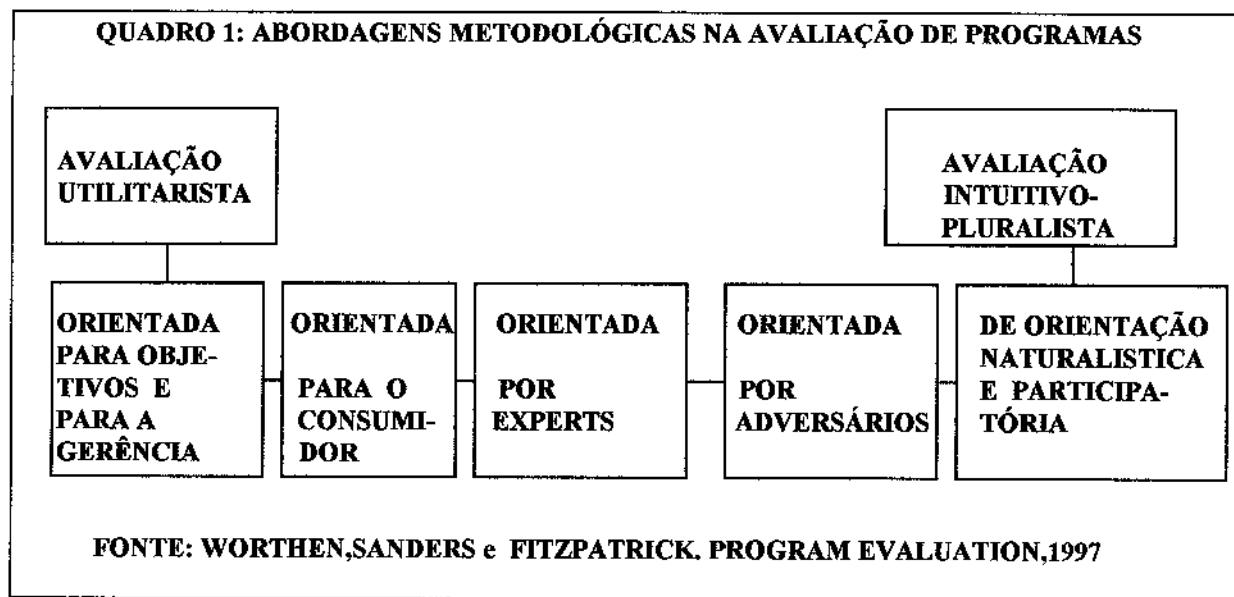 QUADRO 1: ABORDAGENS METODOLÓGICAS NA AVALIAÇÃO DE PROGRAMAS
AVALIAÇÃO
UTILITARISTA
AVALIAÇÃO
INTUITIVO-
PLURALISTA
ORIENTADA
PARA OBJE-
TIVOS E
PARA A
GERÊNCIA
ORIENTADA
PARA O
CONSUMI-
DOR
ORIENTADA
POR
EXPERTS
ORIENTADA
POR
ADVERSÁRIOS
DE ORIENTAÇÃO
NATURALISTICA
E PARTICIPA-
TÓRIA
FONTE: WORTHEN,SANDERS e FITZPATRICK. PROGRAM EVALUATION,1997